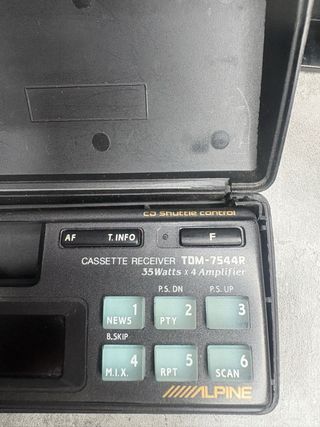 CD shuttle control
AF T.INFO F
CASSETTE RECEIVER TDM-7544R
35Watts x 4 Amplifier
P.S. DN P.S. UP
1 2 3
NEWS PTY
B.SKIP
4 5 6
M.I.X. RPT SCAN
ALPINE